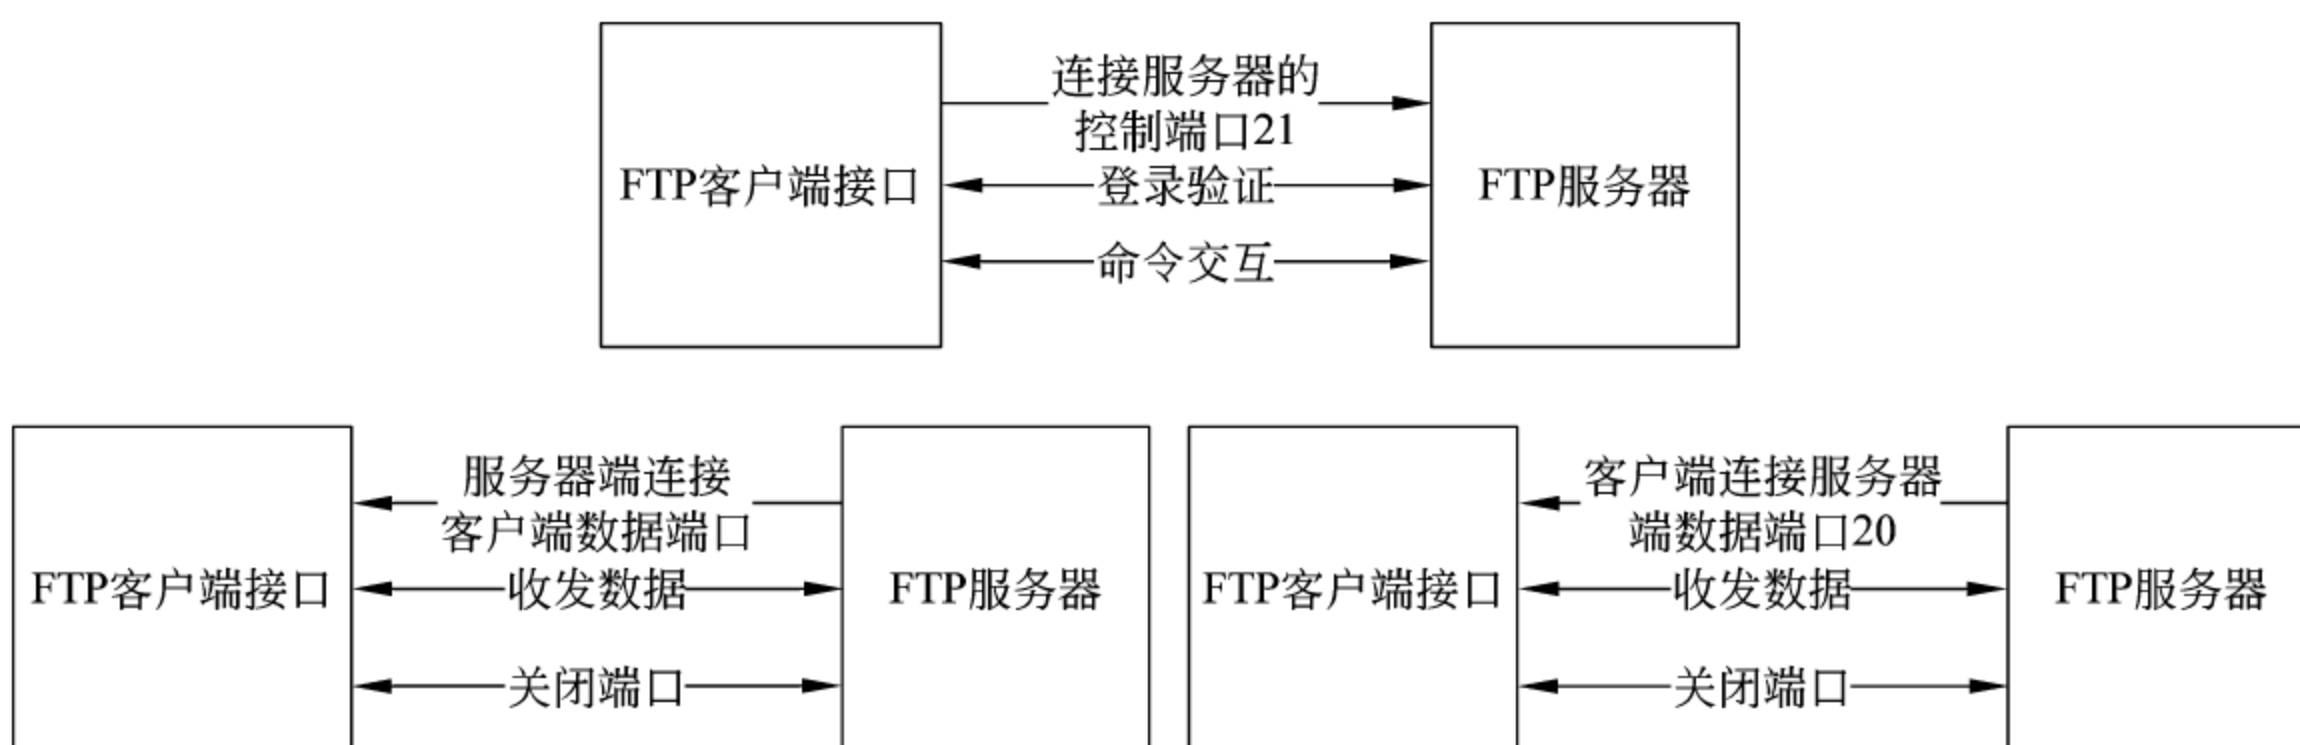 连接服务器的
控制端口21
FTP客户端接口
登录验证
FTP服务器
命令交互
服务器端连接
客户端数据端口
FTP客户端接口
收发数据
FTP服务器
关闭端口
客户端连接服务器
端数据端口20
FTP客户端接口
收发数据
FTP服务器
关闭端口